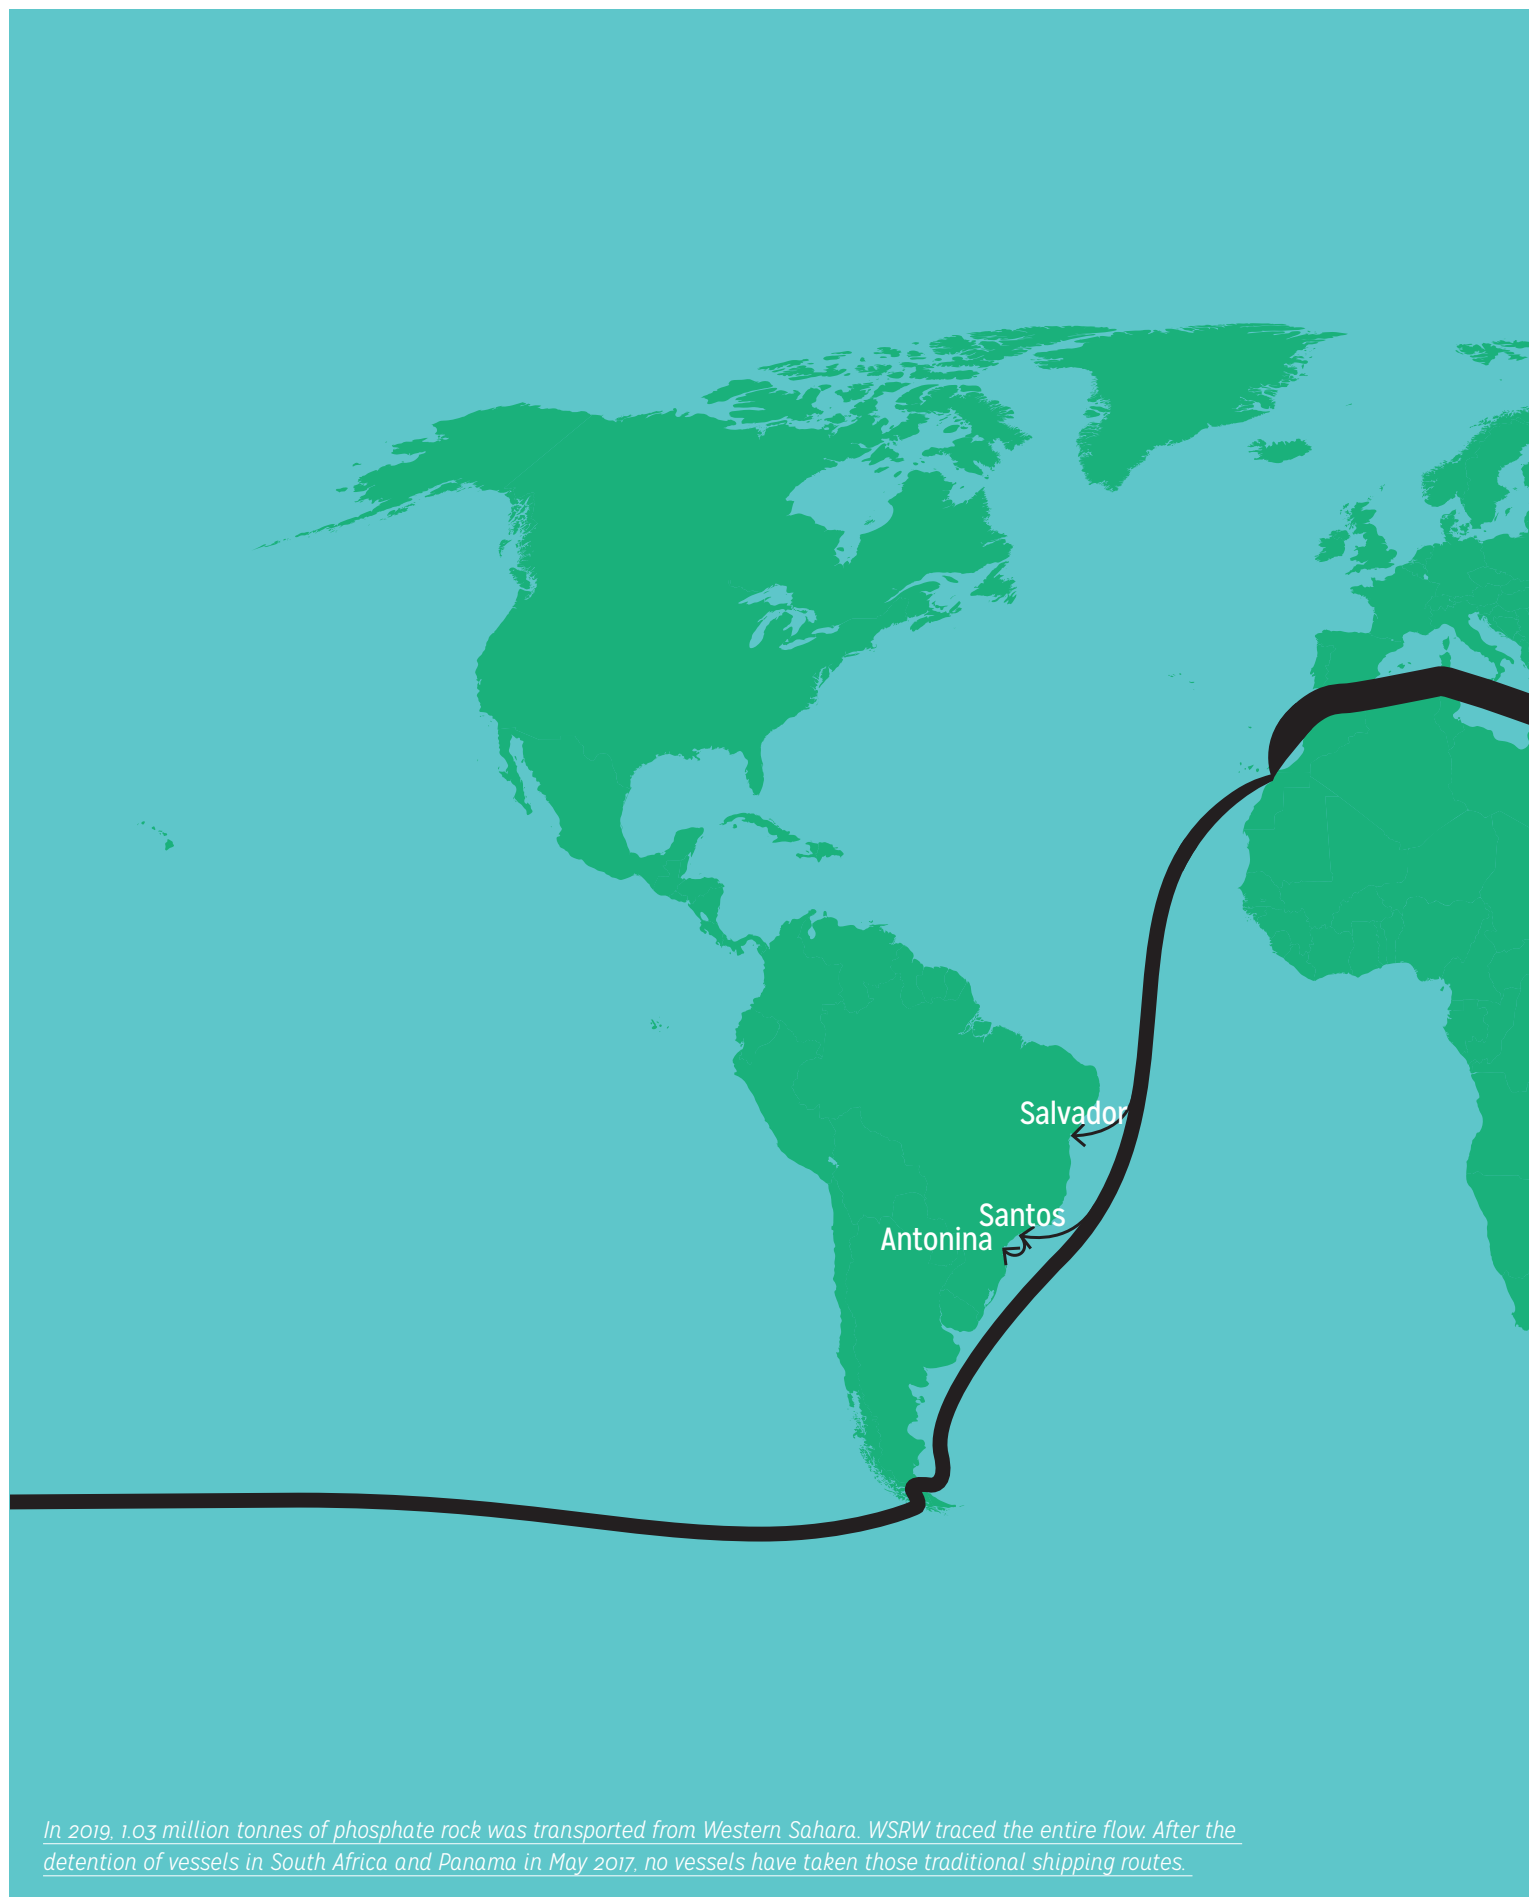 Salvador
Santos
Antonina
In 2019, 1.03 million tonnes of phosphate rock was transported from Western Sahara. WSRW traced the entire flow. After the
detention of vessels in South Africa and Panama in May 2017, no vessels have taken those traditional shipping routes.